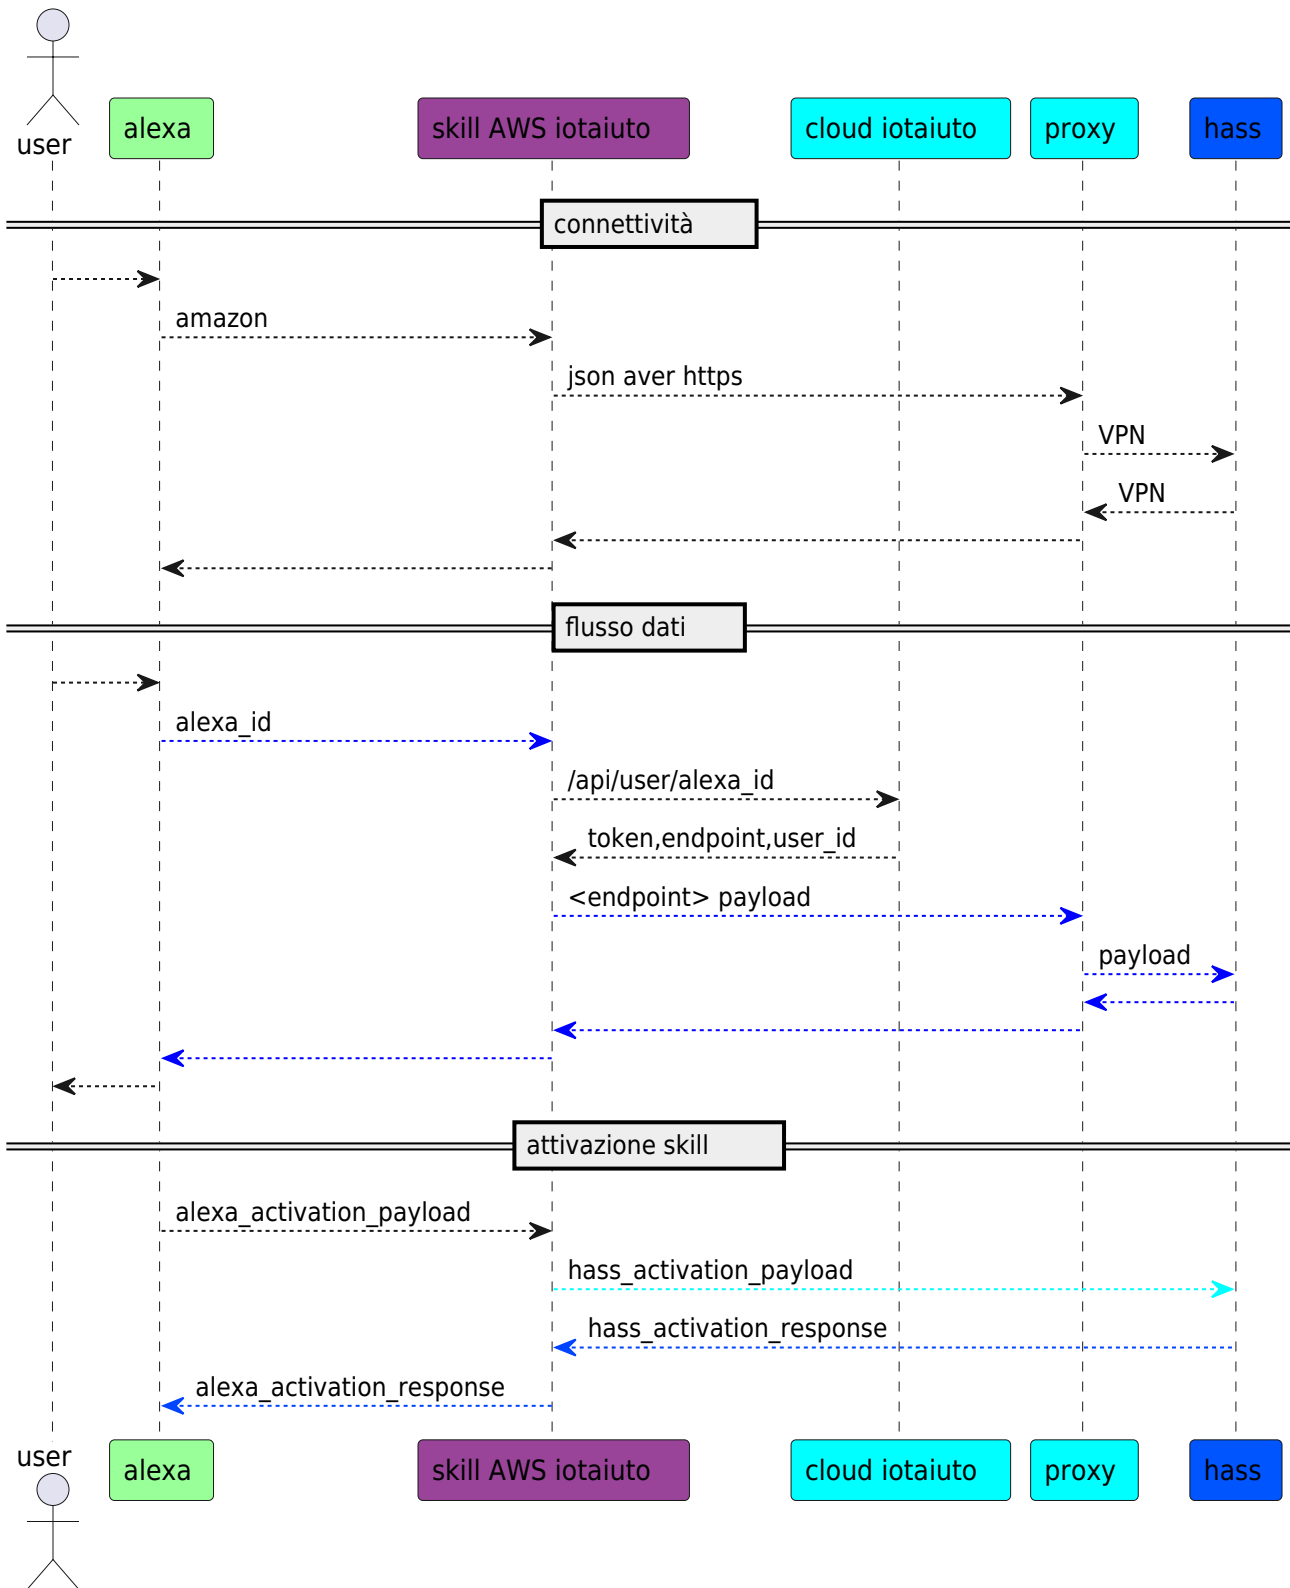 user
alexa
skill AWS iotaiuto
cloud iotaiuto
proxy
hass
connettività
amazon
json aver https
VPN
VPN
flusso dati
alexa_id
/api/user/alexa_id
token,endpoint,user_id
<endpoint> payload
payload
attivazione skill
alexa_activation_payload
hass_activation_payload
hass_activation_response
alexa_activation_response
user
alexa
skill AWS iotaiuto
cloud iotaiuto
proxy
hass